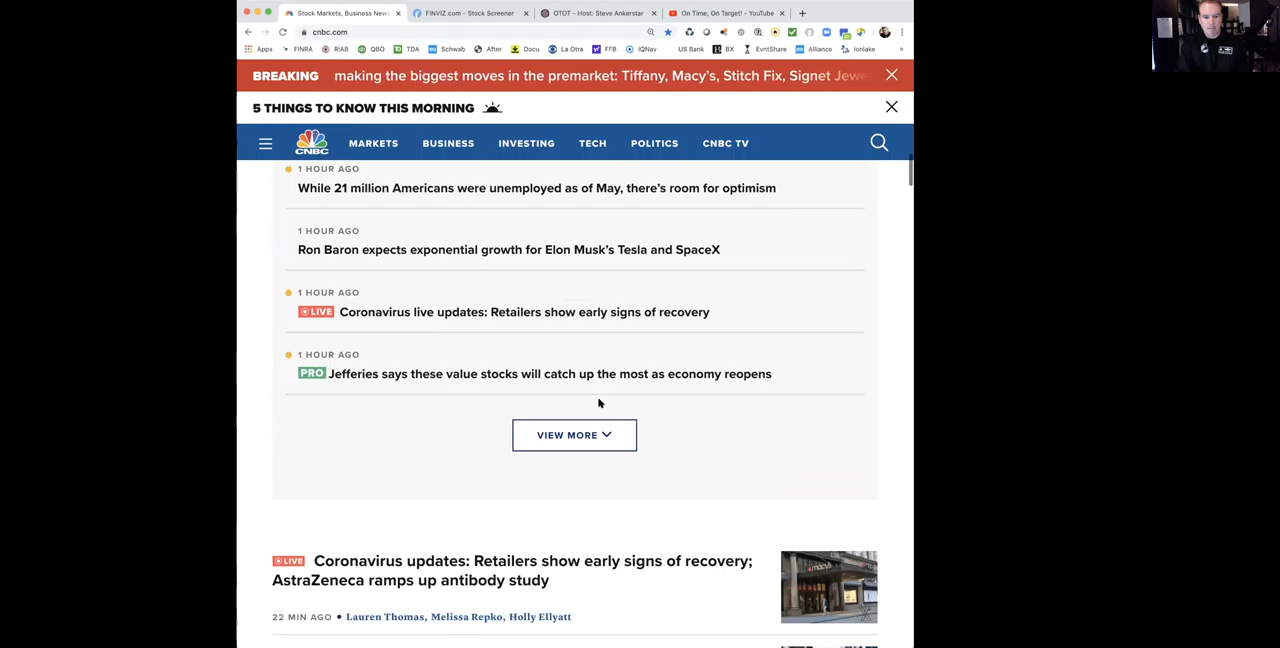 Stock Markets, Business News
FINVIZ.com - Stock Screener
OTOT - Host: Steve Ankerstar
On Time, On Target! - YouTube
cnbc.com
Apps
FINRA
RIAB
QBO
TDA
Schwab
After
Docu
La Otra
FFB
IQNav
US Bank
BX
EvntShare
Alliance
Ionlake
BREAKING making the biggest moves in the premarket: Tiffany, Macy's, Stitch Fix, Signet Jewe
5 THINGS TO KNOW THIS MORNING
CNBC
MARKETS
BUSINESS
INVESTING
TECH
POLITICS
CNBC TV
1 HOUR AGO
While 21 million Americans were unemployed as of May, there's room for optimism
1 HOUR AGO
Ron Baron expects exponential growth for Elon Musk's Tesla and SpaceX
1 HOUR AGO
LIVE Coronavirus live updates: Retailers show early signs of recovery
1 HOUR AGO
PRO Jefferies says these value stocks will catch up the most as economy reopens
VIEW MORE
LIVE Coronavirus updates: Retailers show early signs of recovery;
AstraZeneca ramps up antibody study
macys
22 MIN AGO • Lauren Thomas, Melissa Repko, Holly Ellyatt